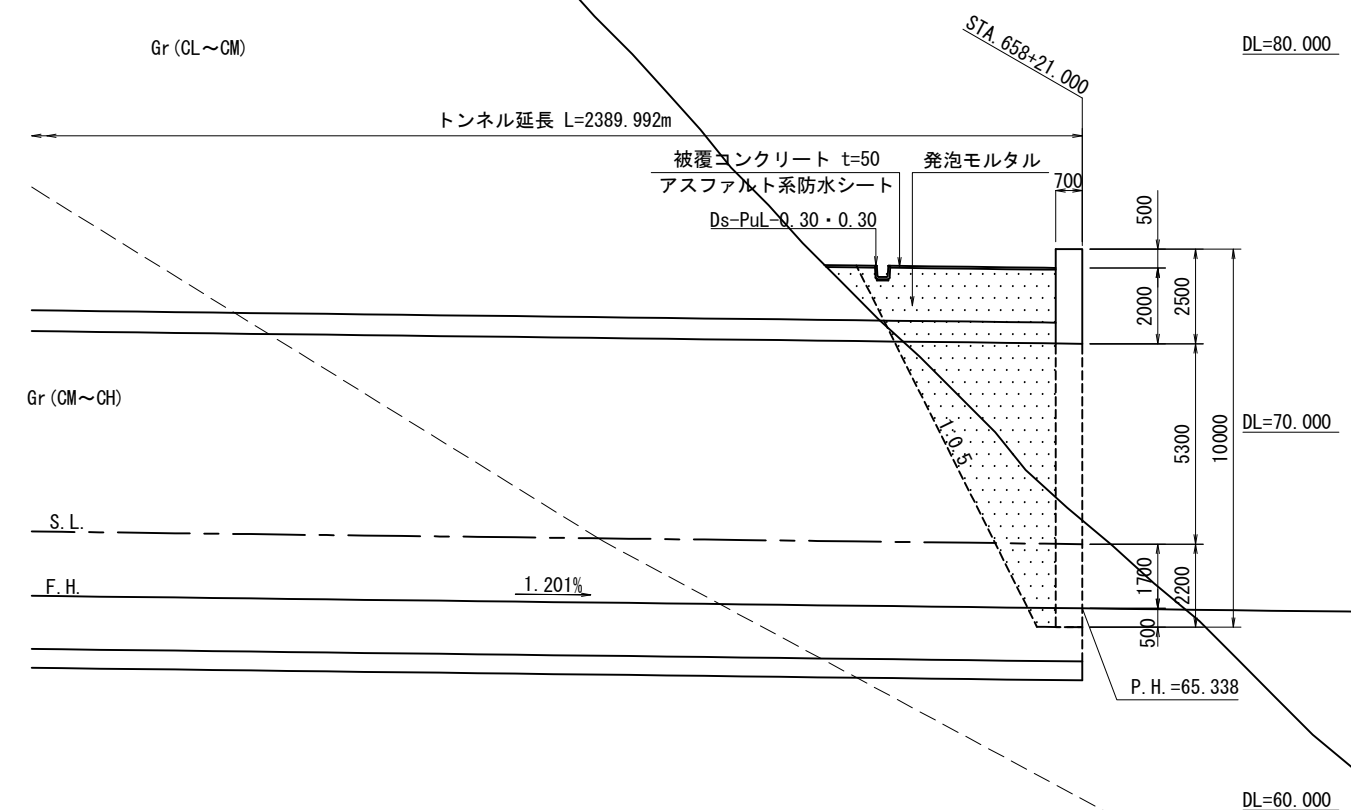 STA.658+21.000
Gr(CL～CM)
DL=80.000
トンネル延長 L=2389.992m
被覆コンクリート t=50
発泡モルタル
アスファルト系防水シート
700
Ds-PuL-0.30・0.30
500
2000
2500
Gr(CM～CH)
DL=70.000
1:0.5
5300
10000
S.L.
F.H.
1.201%
1700
2200
500
P.H.=65.338
DL=60.000